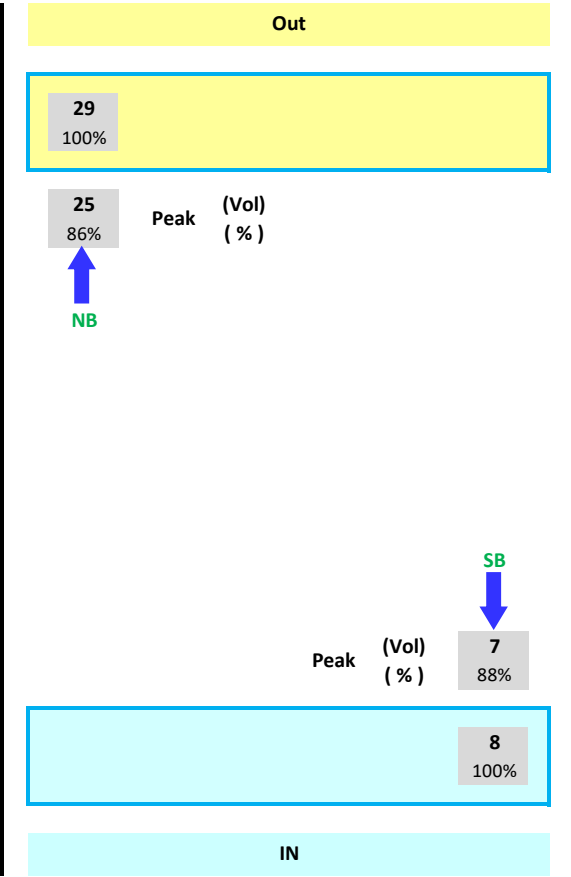 Out
29
100%
25
86%
Peak
(Vol)
( % )
NB
SB
Peak
(Vol)
( % )
7
88%
8
100%
IN